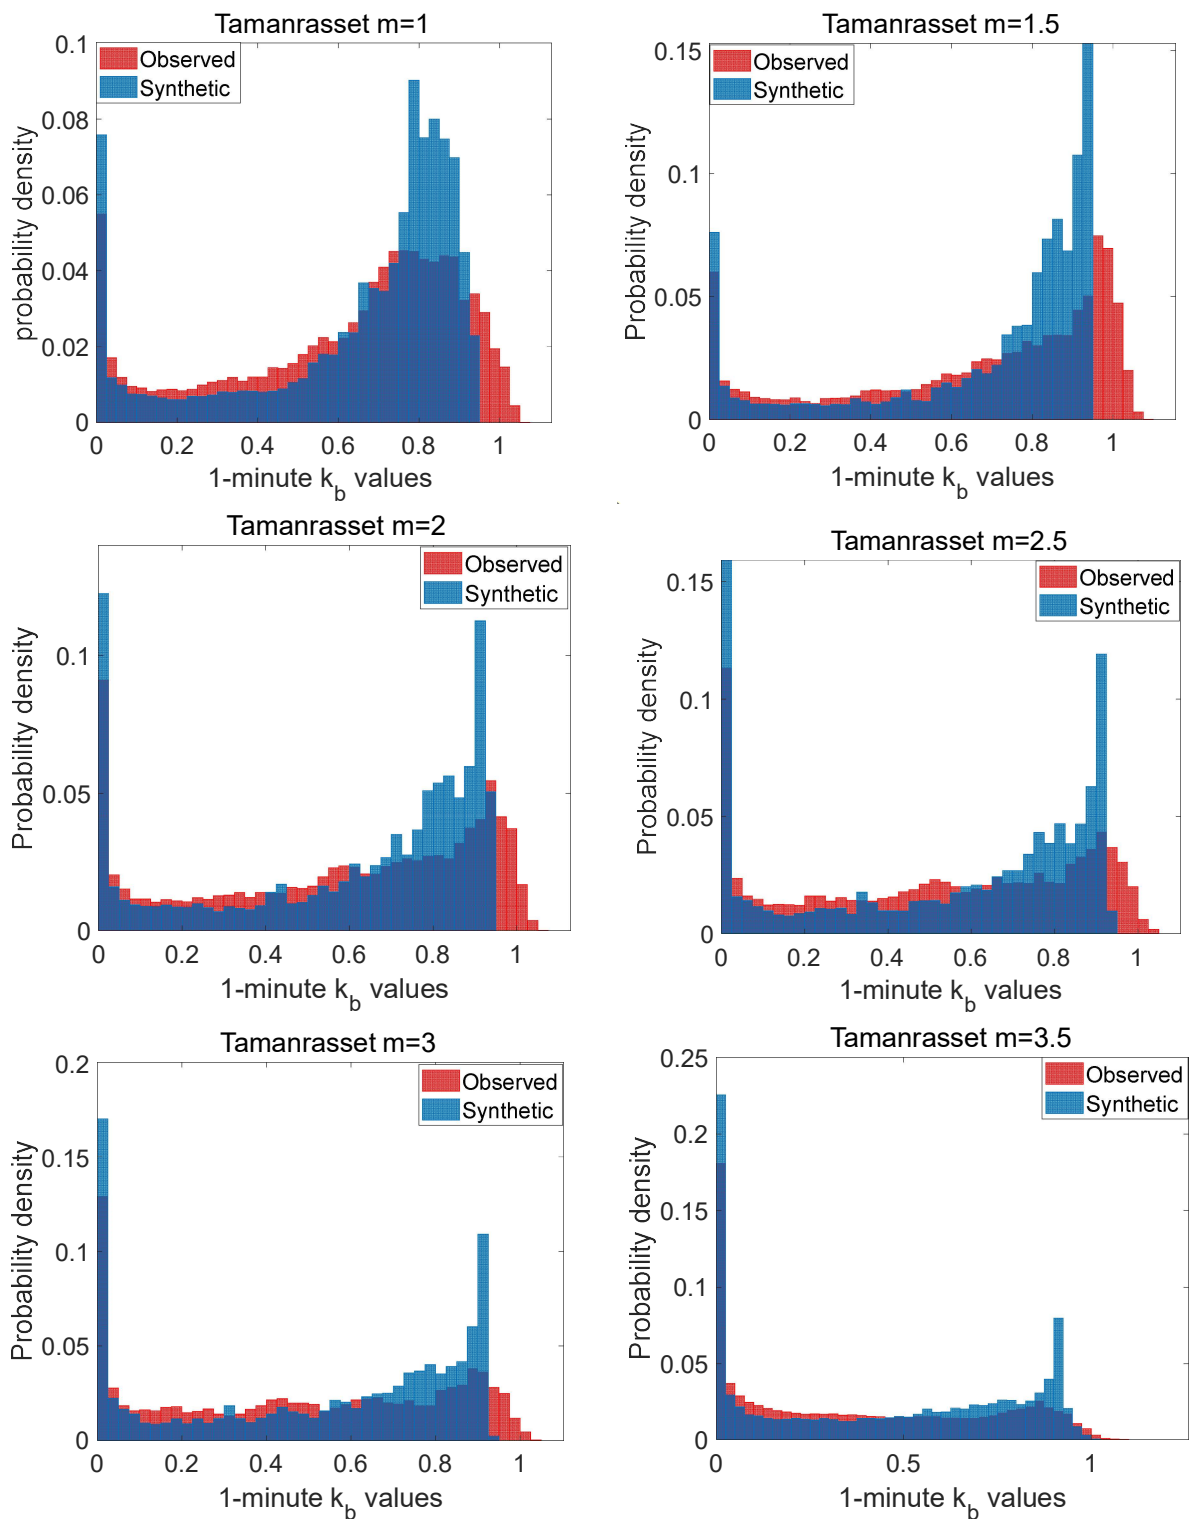 Tamanrasset m=1
Observed
Synthetic
probability density
0.1
0.08
0.06
0.04
0.02
0
0 0.2 0.4 0.6 0.8 1
1-minute k_b values
Tamanrasset m=1.5
Observed
Synthetic
Probability density
0.15
0.1
0.05
0
0 0.2 0.4 0.6 0.8 1
1-minute k_b values
Tamanrasset m=2
Observed
Synthetic
Probability density
0.1
0.05
0
0 0.2 0.4 0.6 0.8 1
1-minute k_b values
Tamanrasset m=2.5
Observed
Synthetic
Probability density
0.15
0.1
0.05
0
0 0.2 0.4 0.6 0.8 1
1-minute k_b values
Tamanrasset m=3
Observed
Synthetic
Probability density
0.2
0.15
0.1
0.05
0
0 0.2 0.4 0.6 0.8 1
1-minute k_b values
Tamanrasset m=3.5
Observed
Synthetic
Probability density
0.25
0.2
0.15
0.1
0.05
0
0 0.5 1
1-minute k_b values